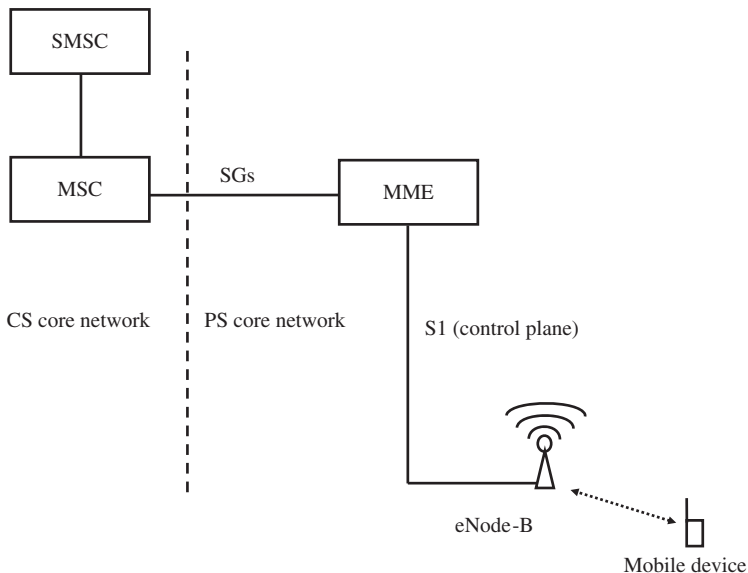 SMSC
MSC
SGs
MME
CS core network
PS core network
S1 (control plane)
eNode-B
Mobile device